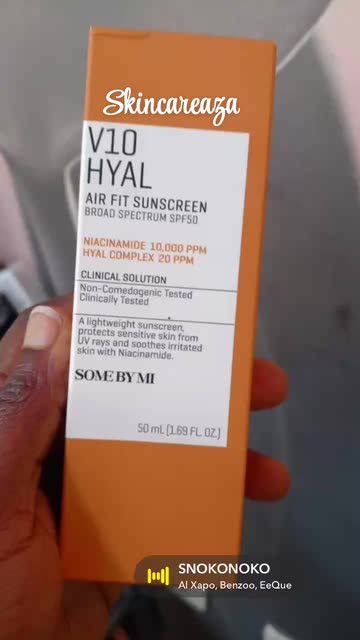 Skincareaza
V10
HYAL
AIR FIT SUNSCREEN
BROAD SPECTRUM SPF50
NIACINAMIDE 10,000 PPM
HYAL COMPLEX 20 PPM
CLINICAL SOLUTION
Non-Comedogenic Tested
Clinically Tested
A lightweight sunscreen,
protects sensitive skin from
UV rays and soothes irritated
skin with Niacinamide.
SOME BY MI
50 mL (1.69 FL. OZ.)
SNOKONOKO
Al Xapo, Benzoo, EeQue